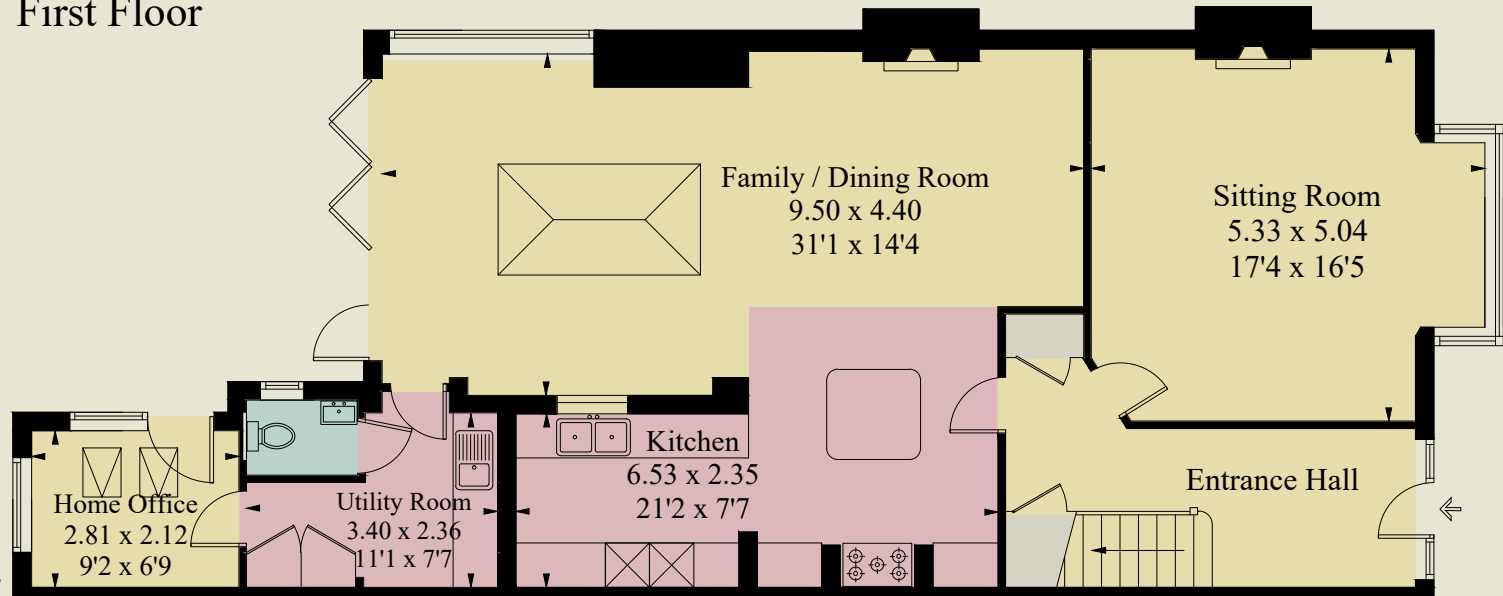 First Floor
Family / Dining Room
9.50 x 4.40
31'1 x 14'4
Sitting Room
5.33 x 5.04
17'4 x 16'5
Kitchen
6.53 x 2.35
21'2 x 7'7
Entrance Hall
Home Office
2.81 x 2.12
9'2 x 6'9
Utility Room
3.40 x 2.36
11'1 x 7'7